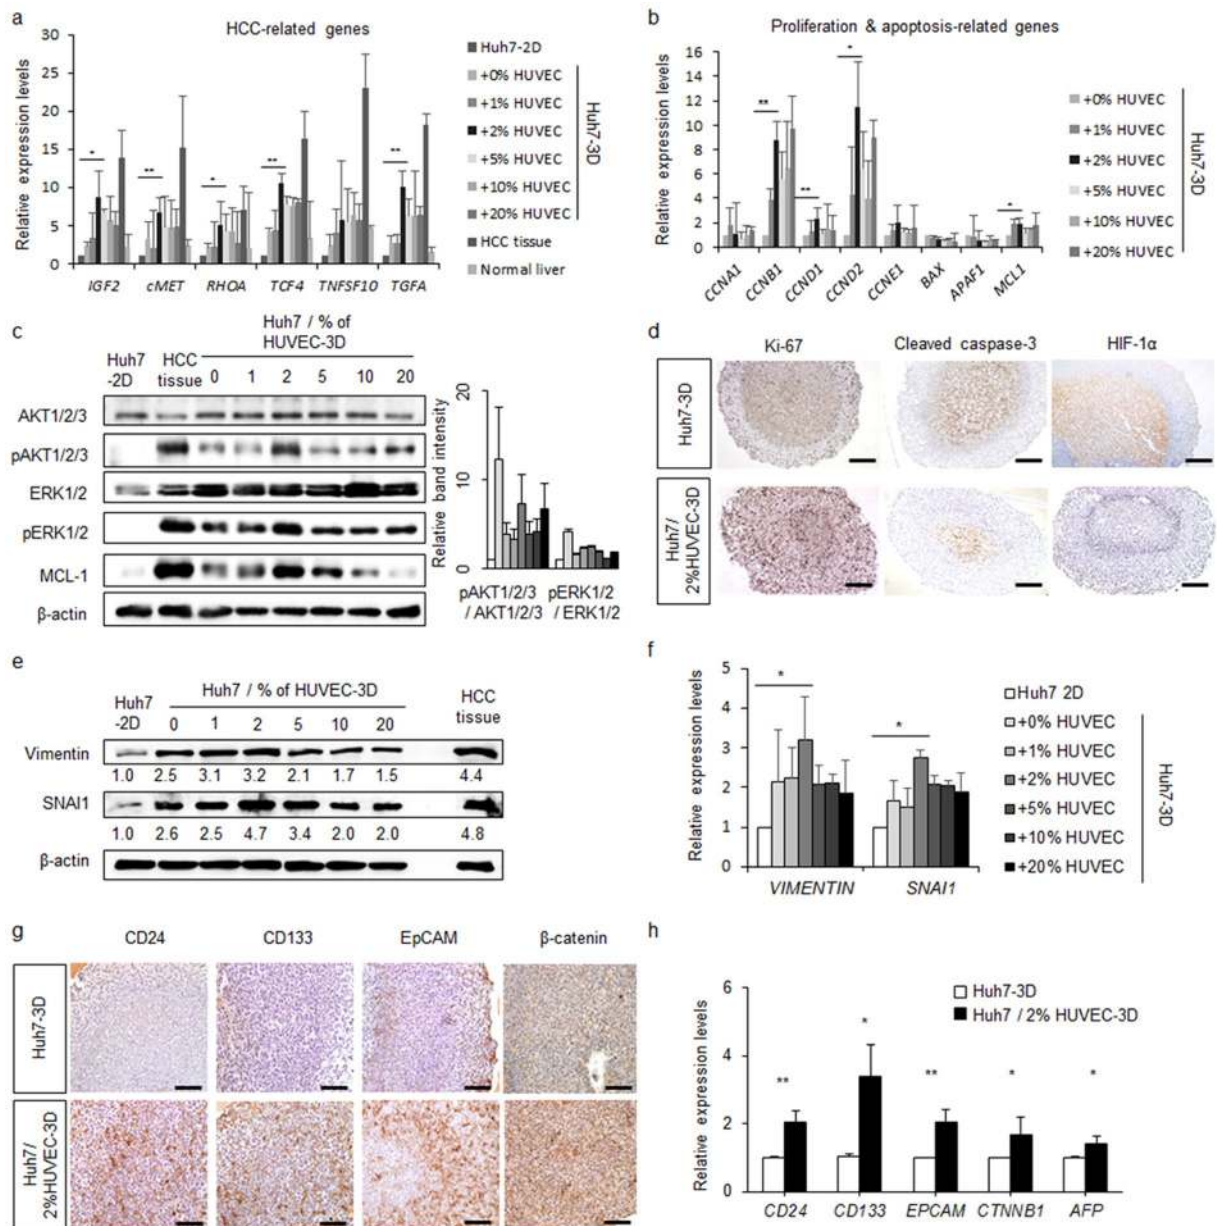 a
HCC-related genes
Relative expression levels
30
25
20
15
10
5
0
*
**
*
**
**
IGF2 cMET RHOA TCF4 TNFSF10 TGFA
Huh7-2D
+0% HUVEC
+1% HUVEC
+2% HUVEC
+5% HUVEC
+10% HUVEC
+20% HUVEC
HCC tissue
Normal liver
Huh7-3D
b
Proliferation & apoptosis-related genes
Relative expression levels
16
14
12
10
8
6
4
2
0
**
**
*
*
CCNA1 CCNB1 CCND1 CCND2 CCNE1 BAX APAF1 MCL1
+0% HUVEC
+1% HUVEC
+2% HUVEC
+5% HUVEC
+10% HUVEC
+20% HUVEC
Huh7-3D
c
Huh7 / % of
HUVEC-3D
Huh7
-2D
HCC
tissue
0 1 2 5 10 20
AKT1/2/3
pAKT1/2/3
ERK1/2
pERK1/2
MCL-1
β-actin
Relative band intensity
20
10
0
pAKT1/2/3
/ AKT1/2/3
pERK1/2
/ ERK1/2
d
Ki-67 Cleaved caspase-3 HIF-1α
Huh7-3D
Huh7/
2%HUVEC-3D
e
Huh7
-2D
Huh7 / % of HUVEC-3D
0 1 2 5 10 20
HCC
tissue
Vimentin
1.0 2.5 3.1 3.2 2.1 1.7 1.5 4.4
SNAI1
1.0 2.6 2.5 4.7 3.4 2.0 2.0 4.8
β-actin
f
Relative expression levels
5
4
3
2
1
0
*
*
VIMENTIN SNAI1
Huh7 2D
+0% HUVEC
+1% HUVEC
+2% HUVEC
+5% HUVEC
+10% HUVEC
+20% HUVEC
Huh7-3D
g
CD24 CD133 EpCAM β-catenin
Huh7-3D
Huh7/
2%HUVEC-3D
h
Relative expression levels
6
4
2
0
Huh7-3D
Huh7 / 2% HUVEC-3D
**
*
**
*
*
CD24 CD133 EPCAM CTNNB1 AFP